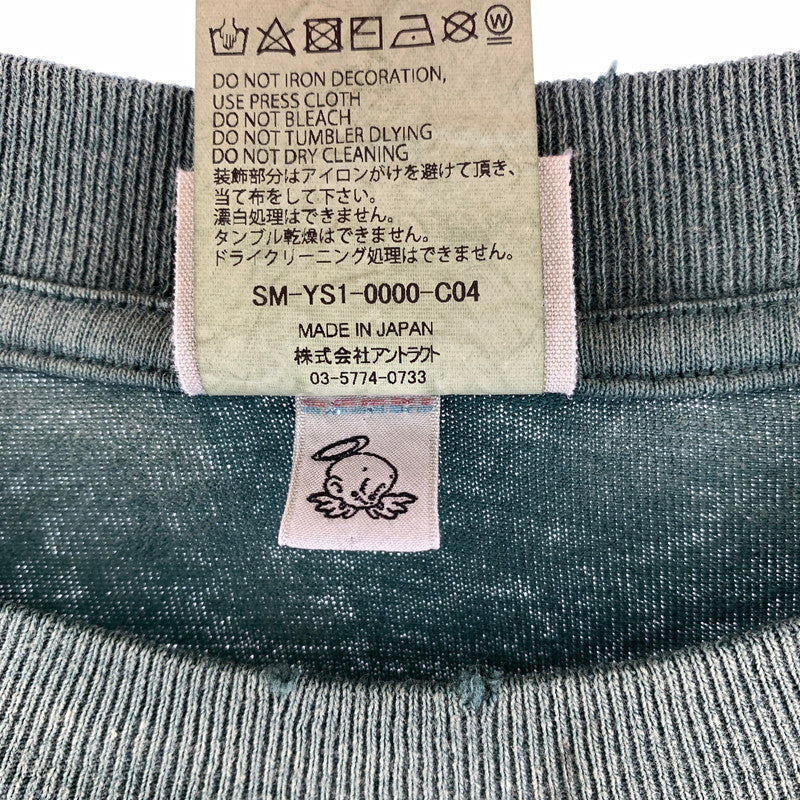 W
DO NOT IRON DECORATION,
USE PRESS CLOTH
DO NOT BLEACH
DO NOT TUMBLER DLYING
DO NOT DRY CLEANING
装飾部分はアイロンがけを避けて頂き、
当て布をして下さい。
漂白処理はできません。
タンブル乾燥はできません。
ドライクリーニング処理はできません。
SM-YS1-0000-C04
MADE IN JAPAN
株式会社アントラクト
03-5774-0733